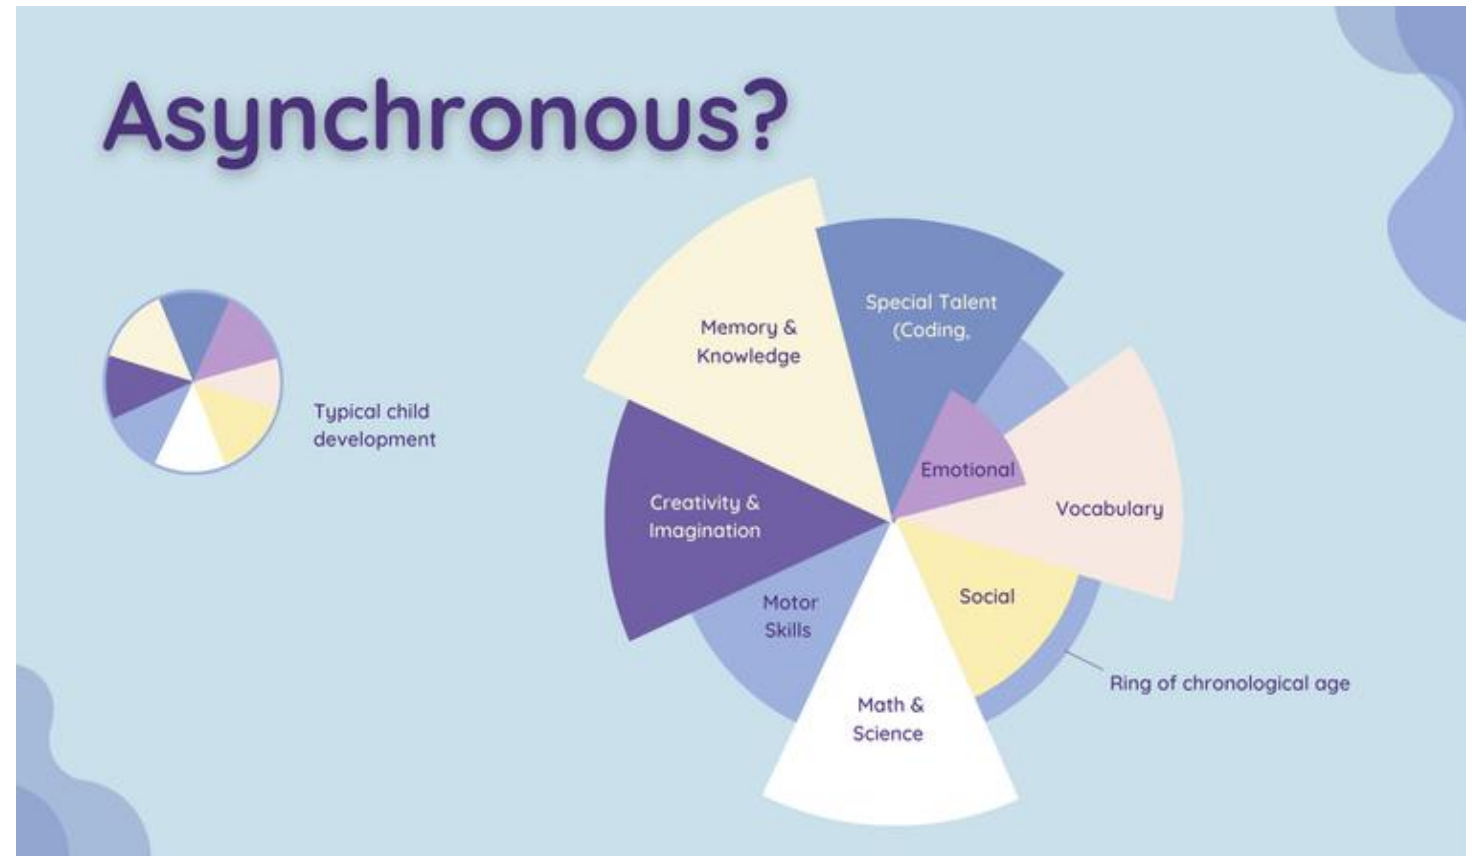 Asynchronous?
Typical child
development
Memory &
Knowledge
Special Talent
(Coding,
Emotional
Vocabulary
Creativity &
Imagination
Motor
Skills
Social
Math &
Science
Ring of chronological age